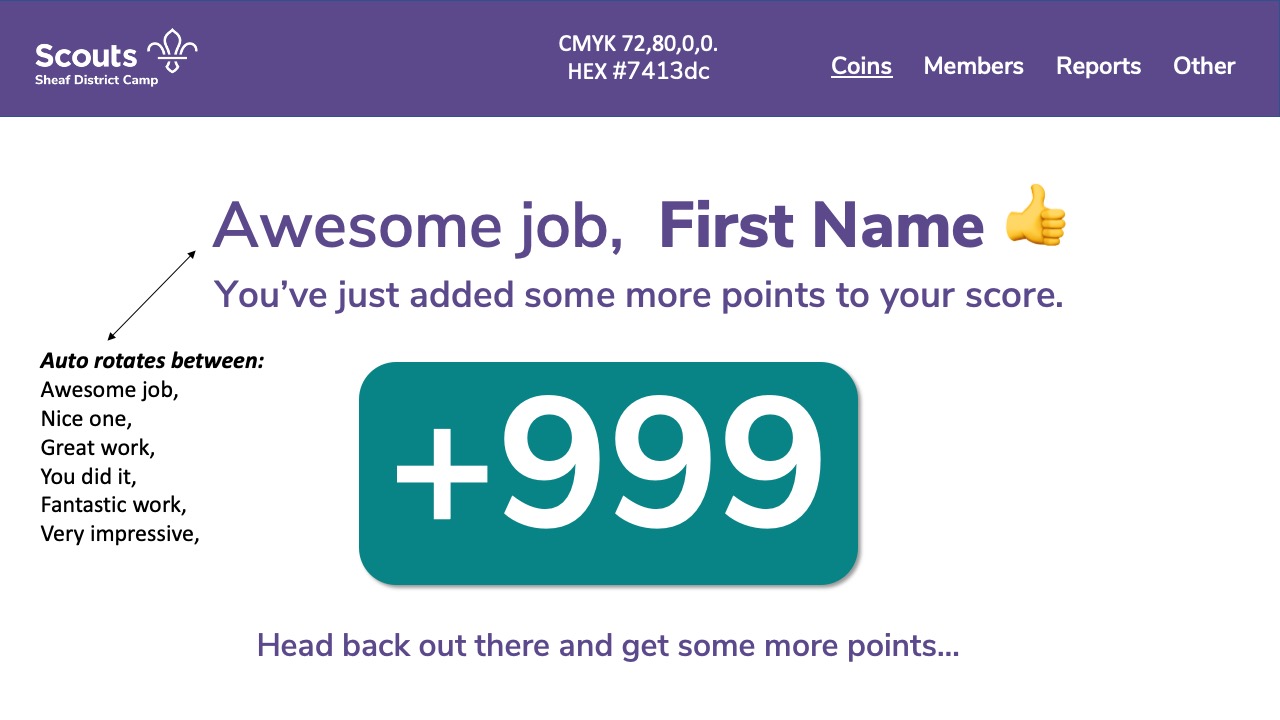 Scouts
Sheaf District Camp
CMYK 72,80,0,0.
HEX #7413dc
Coins Members Reports Other
Awesome job, First Name 👍
You’ve just added some more points to your score.
Auto rotates between:
Awesome job,
Nice one,
Great work,
You did it,
Fantastic work,
Very impressive,
+999
Head back out there and get some more points...